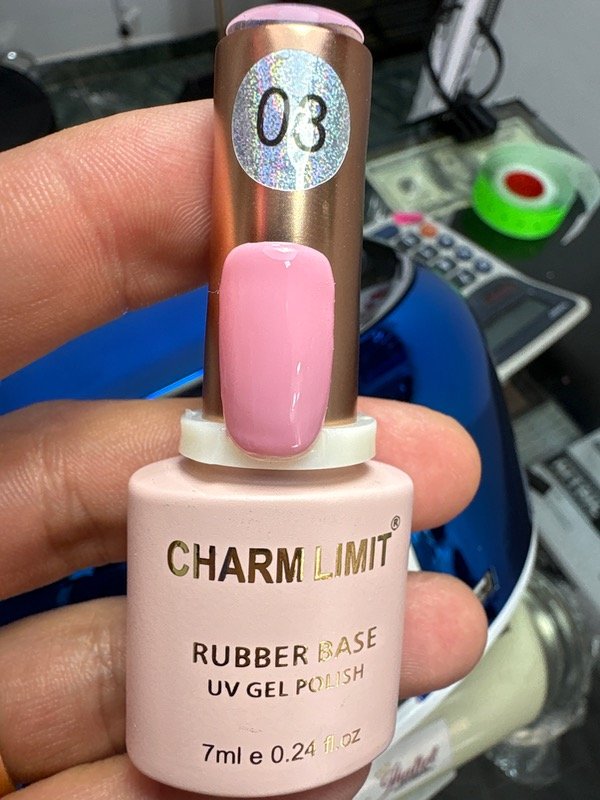 03
CHARM LIMIT®
RUBBER BASE
UV GEL POLISH
7ml e 0.24 fl.oz